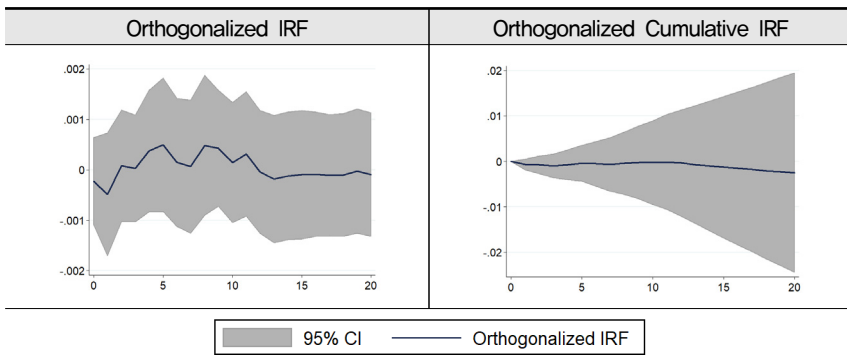 Orthogonalized IRF
Orthogonalized Cumulative IRF
.002
.001
0
-.001
-.002
0 5 10 15 20
.02
.01
0
-.01
-.02
0 5 10 15 20
95% CI
Orthogonalized IRF